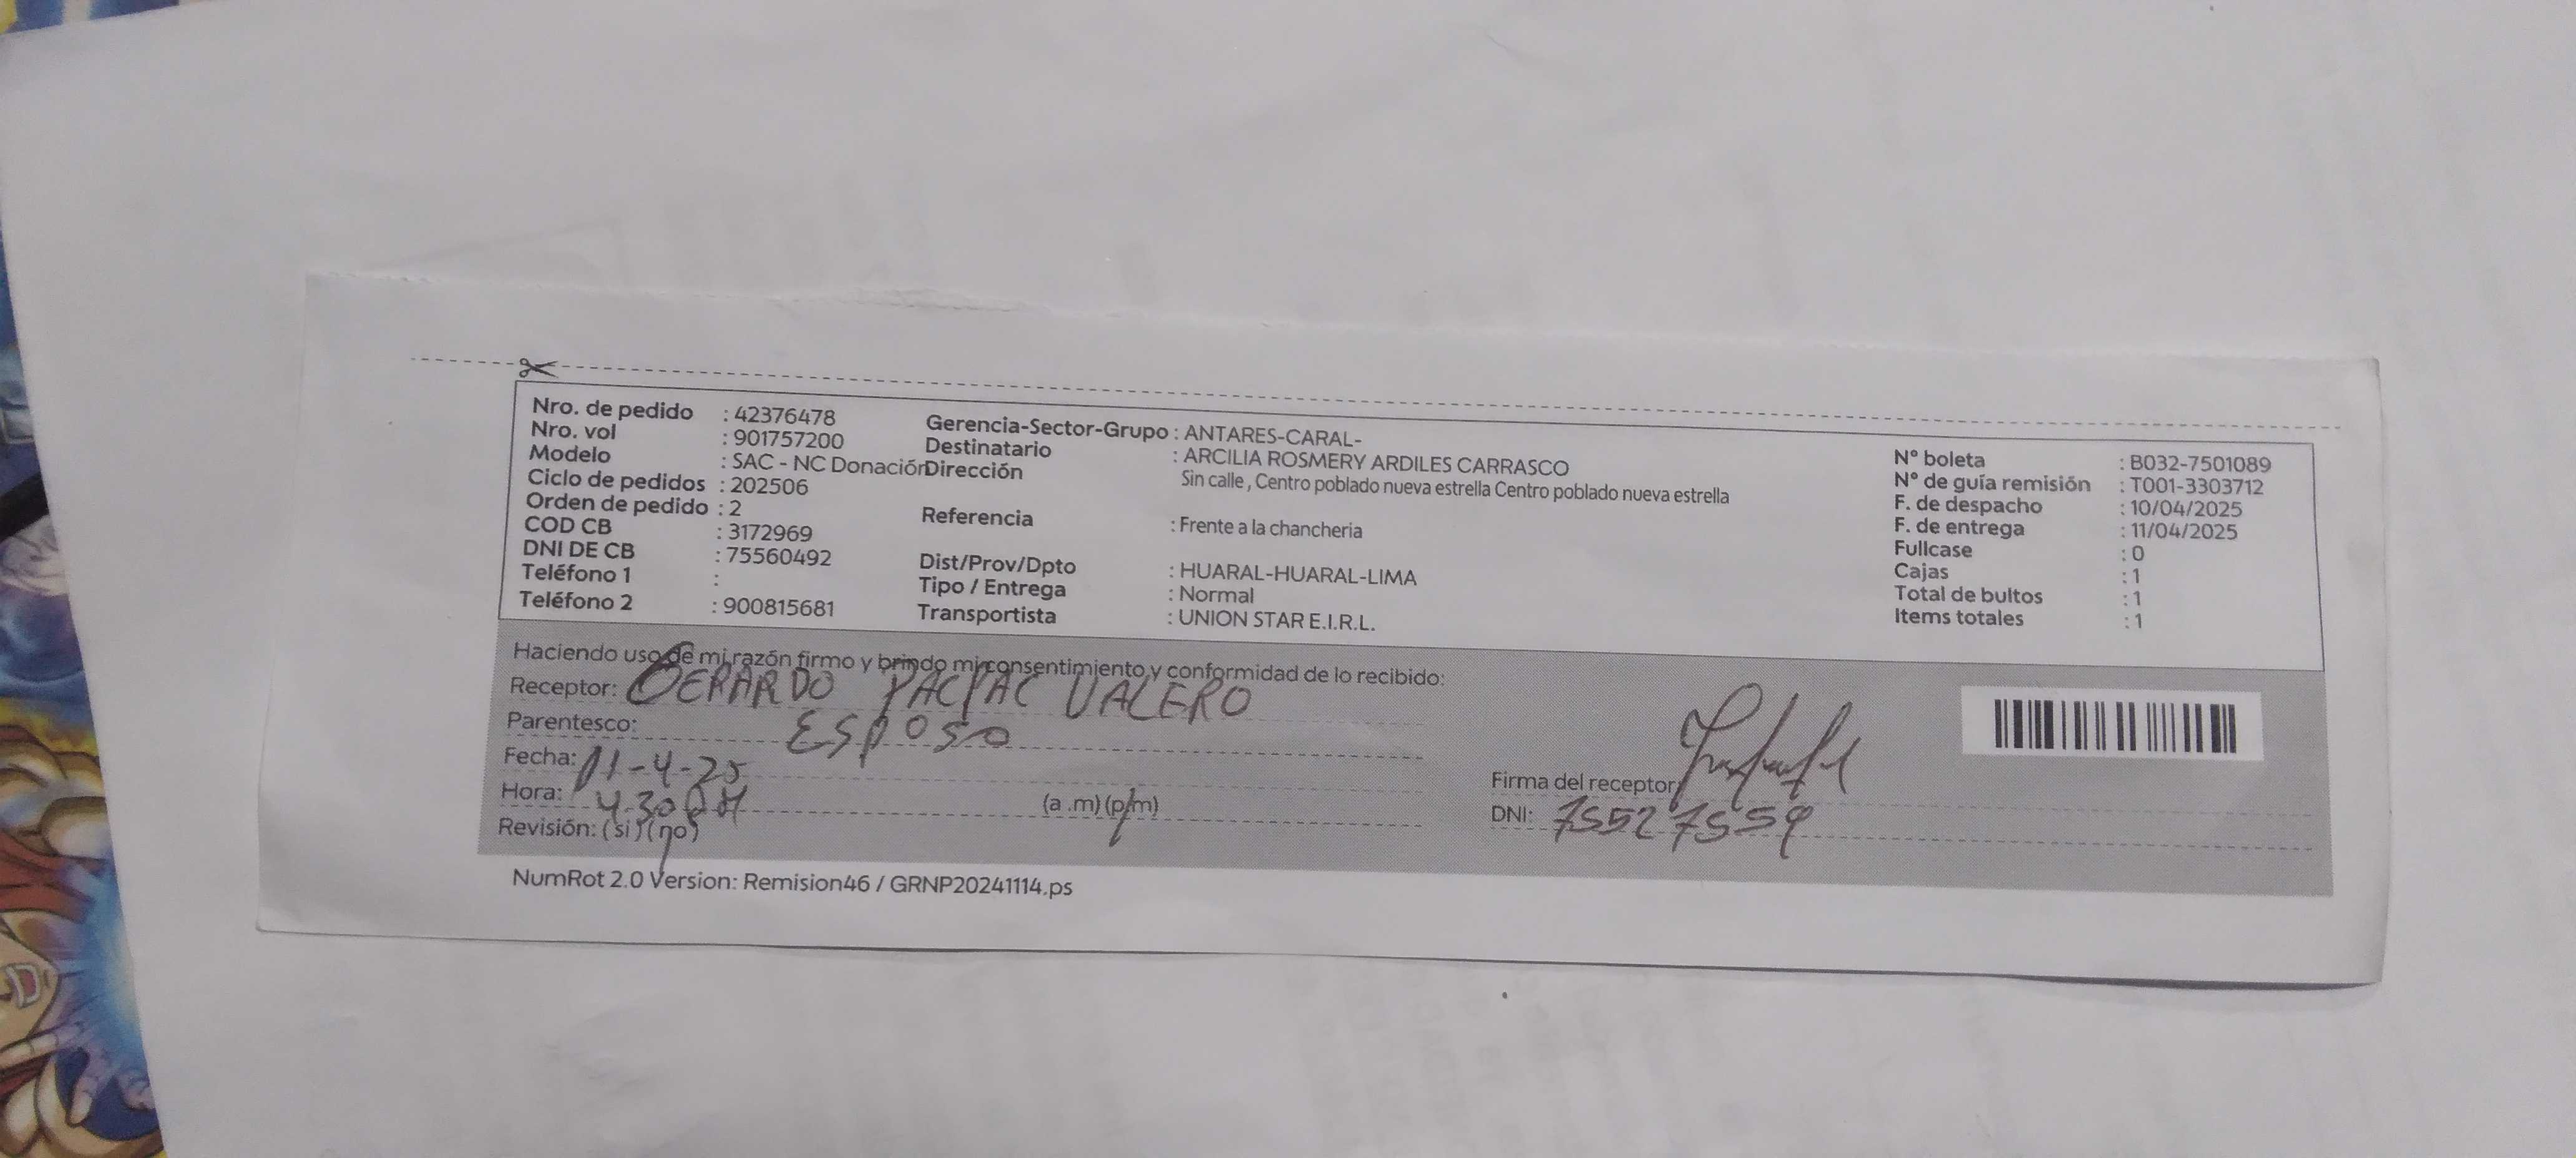 Nro. de pedido : 42376478
Nro. vol : 901757200
Modelo : SAC - NC Donación
Ciclo de pedidos : 202506
Orden de pedido : 2
COD CB : 3172969
DNI DE CB : 75560492
Teléfono 1 :
Teléfono 2 : 900815681
Gerencia-Sector-Grupo : ANTARES-CARAL-
Destinatario : ARCILIA ROSMERY ARDILES CARRASCO
Dirección Sin calle , Centro poblado nueva estrella Centro poblado nueva estrella
Referencia : Frente a la chancheria
Dist/Prov/Dpto : HUARAL-HUARAL-LIMA
Tipo / Entrega : Normal
Transportista : UNION STAR E.I.R.L.
N° boleta : B032-7501089
N° de guía remisión : T001-3303712
F. de despacho : 10/04/2025
F. de entrega : 11/04/2025
Fullcase : 0
Cajas : 1
Total de bultos : 1
Items totales : 1
Haciendo uso de mi razón firmo y brindo mi consentimiento y conformidad de lo recibido:
Receptor: GERARDO PACPAC VALERO
Parentesco: ESPOSO
Fecha: 11-4-25
Hora: 4.30 PM (a .m) (p/m)
Revisión: (si) (no)
Firma del receptor:
DNI: 75527559
NumRot 2.0 Version: Remision46 / GRNP20241114.ps